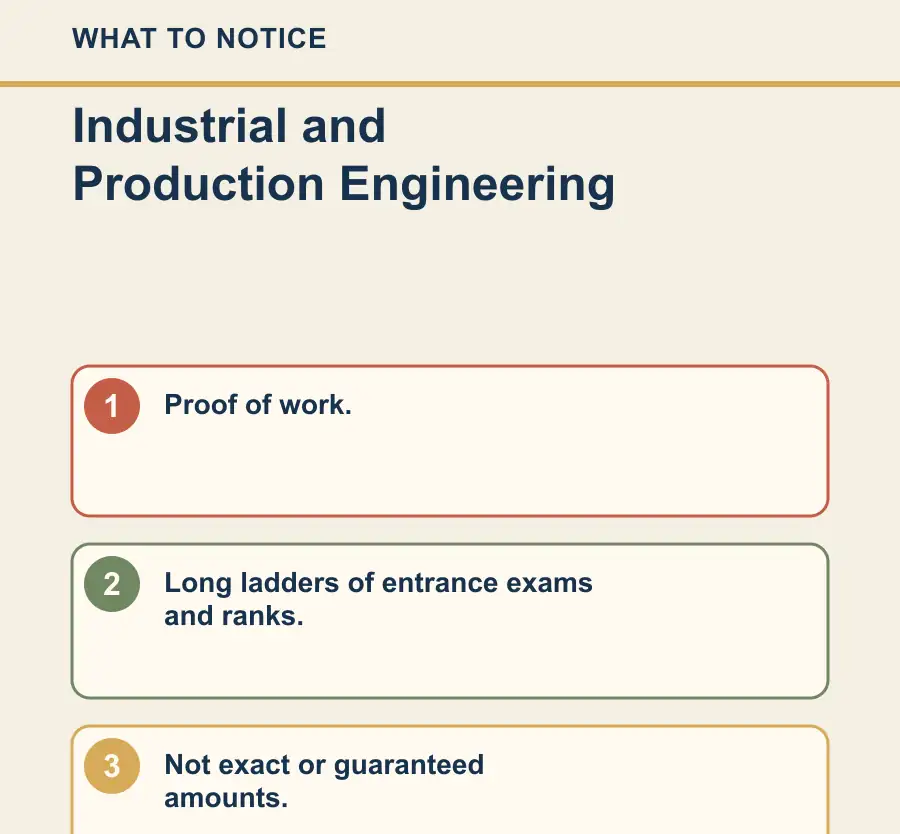 WHAT TO NOTICE
Industrial and
Production Engineering
1
Proof of work.
2
Long ladders of entrance exams
and ranks.
3
Not exact or guaranteed
amounts.